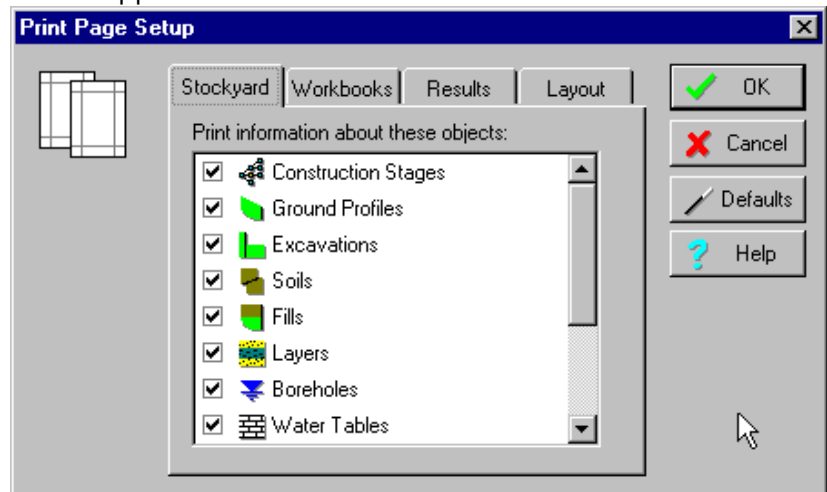 Print Page Setup
Stockyard Workbooks Results Layout
Print information about these objects:
Construction Stages
Ground Profiles
Excavations
Soils
Fills
Layers
Boreholes
Water Tables
OK
Cancel
Defaults
Help